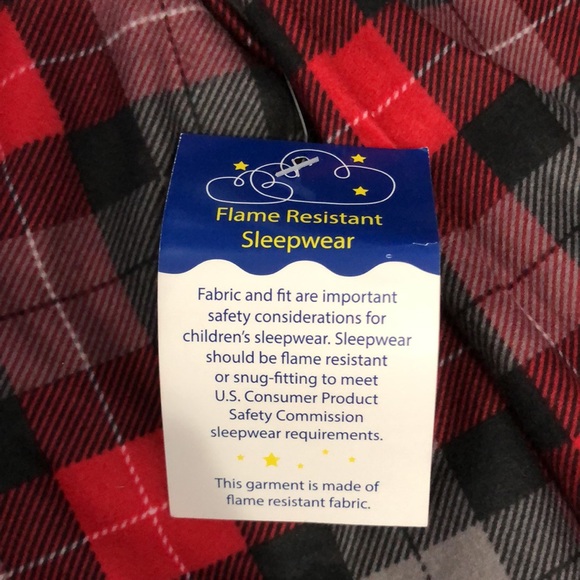 Flame Resistant
Sleepwear
©
Fabric and fit are important
safety considerations for
children's sleepwear. Sleepwear
should be flame resistant
or snug-fitting to meet
U.S. Consumer Product
Safety Commission
sleepwear requirements.
This garment is made of
flame resistant fabric.